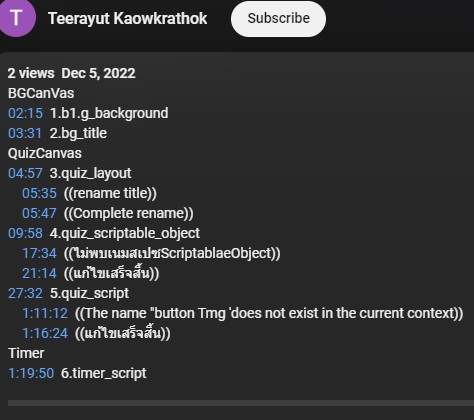 T
Teerayut Kaowkrathok
Subscribe
2 views  Dec 5, 2022
BGCanVas
02:15  1.b1.g_background
03:31  2.bg_title
QuizCanvas
04:57  3.quiz_layout
05:35  ((rename title))
05:47  ((Complete rename))
09:58  4.quiz_scriptable_object
17:34  ((ไม่พบเนมสเปซScriptablaeObject))
21:14  ((แก้ไขเสร็จสิ้น))
27:32  5.quiz_script
1:11:12  ((The name "button Tmg 'does not exist in the current context))
1:16:24  ((แก้ไขเสร็จสิ้น))
Timer
1:19:50  6.timer_script